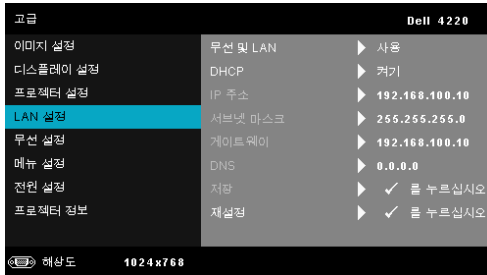 고급 Dell 4220
이미지 설정
디스플레이 설정
프로젝터 설정
LAN 설정
무선 설정
메뉴 설정
전원 설정
프로젝터 정보
무선 및 LAN 사용
DHCP 켜기
IP 주소 192.168.100.10
서브넷 마스크 255.255.255.0
게이트웨이 192.168.100.10
DNS 0.0.0.0
저장 ✓ 를 누르십시오
재설정 ✓ 를 누르십시오
해상도 1024x768